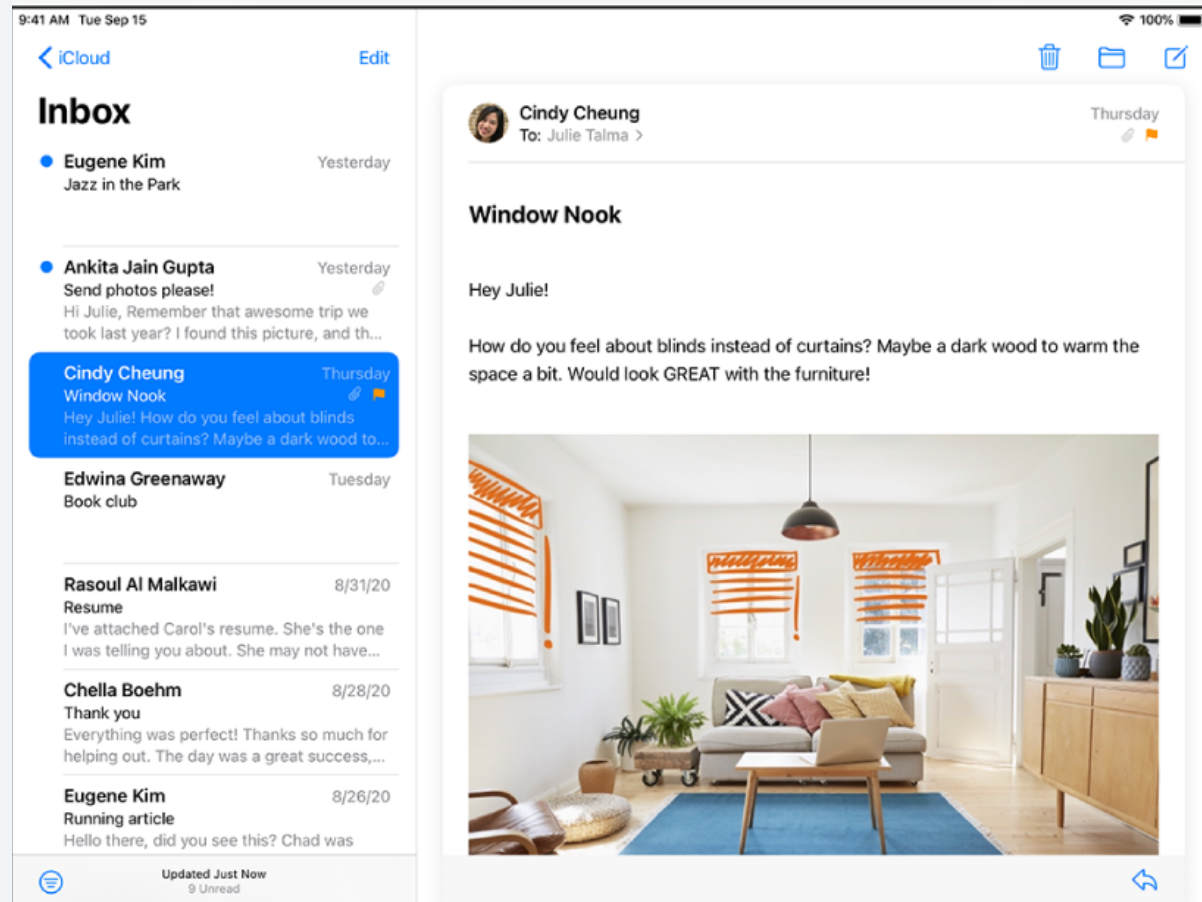 9:41 AM Tue Sep 15
100%
iCloud
Edit
Inbox
Eugene Kim
Yesterday
Jazz in the Park
Ankita Jain Gupta
Yesterday
Send photos please!
Hi Julie, Remember that awesome trip we
took last year? I found this picture, and th...
Cindy Cheung
Thursday
Window Nook
Hey Julie! How do you feel about blinds
instead of curtains? Maybe a dark wood to...
Edwina Greenaway
Tuesday
Book club
Rasoul Al Malkawi
8/31/20
Resume
I've attached Carol's resume. She's the one
I was telling you about. She may not have...
Chella Boehm
8/28/20
Thank you
Everything was perfect! Thanks so much for
helping out. The day was a great success,...
Eugene Kim
8/26/20
Running article
Hello there, did you see this? Chad was
Updated Just Now
9 Unread
Cindy Cheung
Thursday
To: Julie Talma >
Window Nook
Hey Julie!
How do you feel about blinds instead of curtains? Maybe a dark wood to warm the
space a bit. Would look GREAT with the furniture!